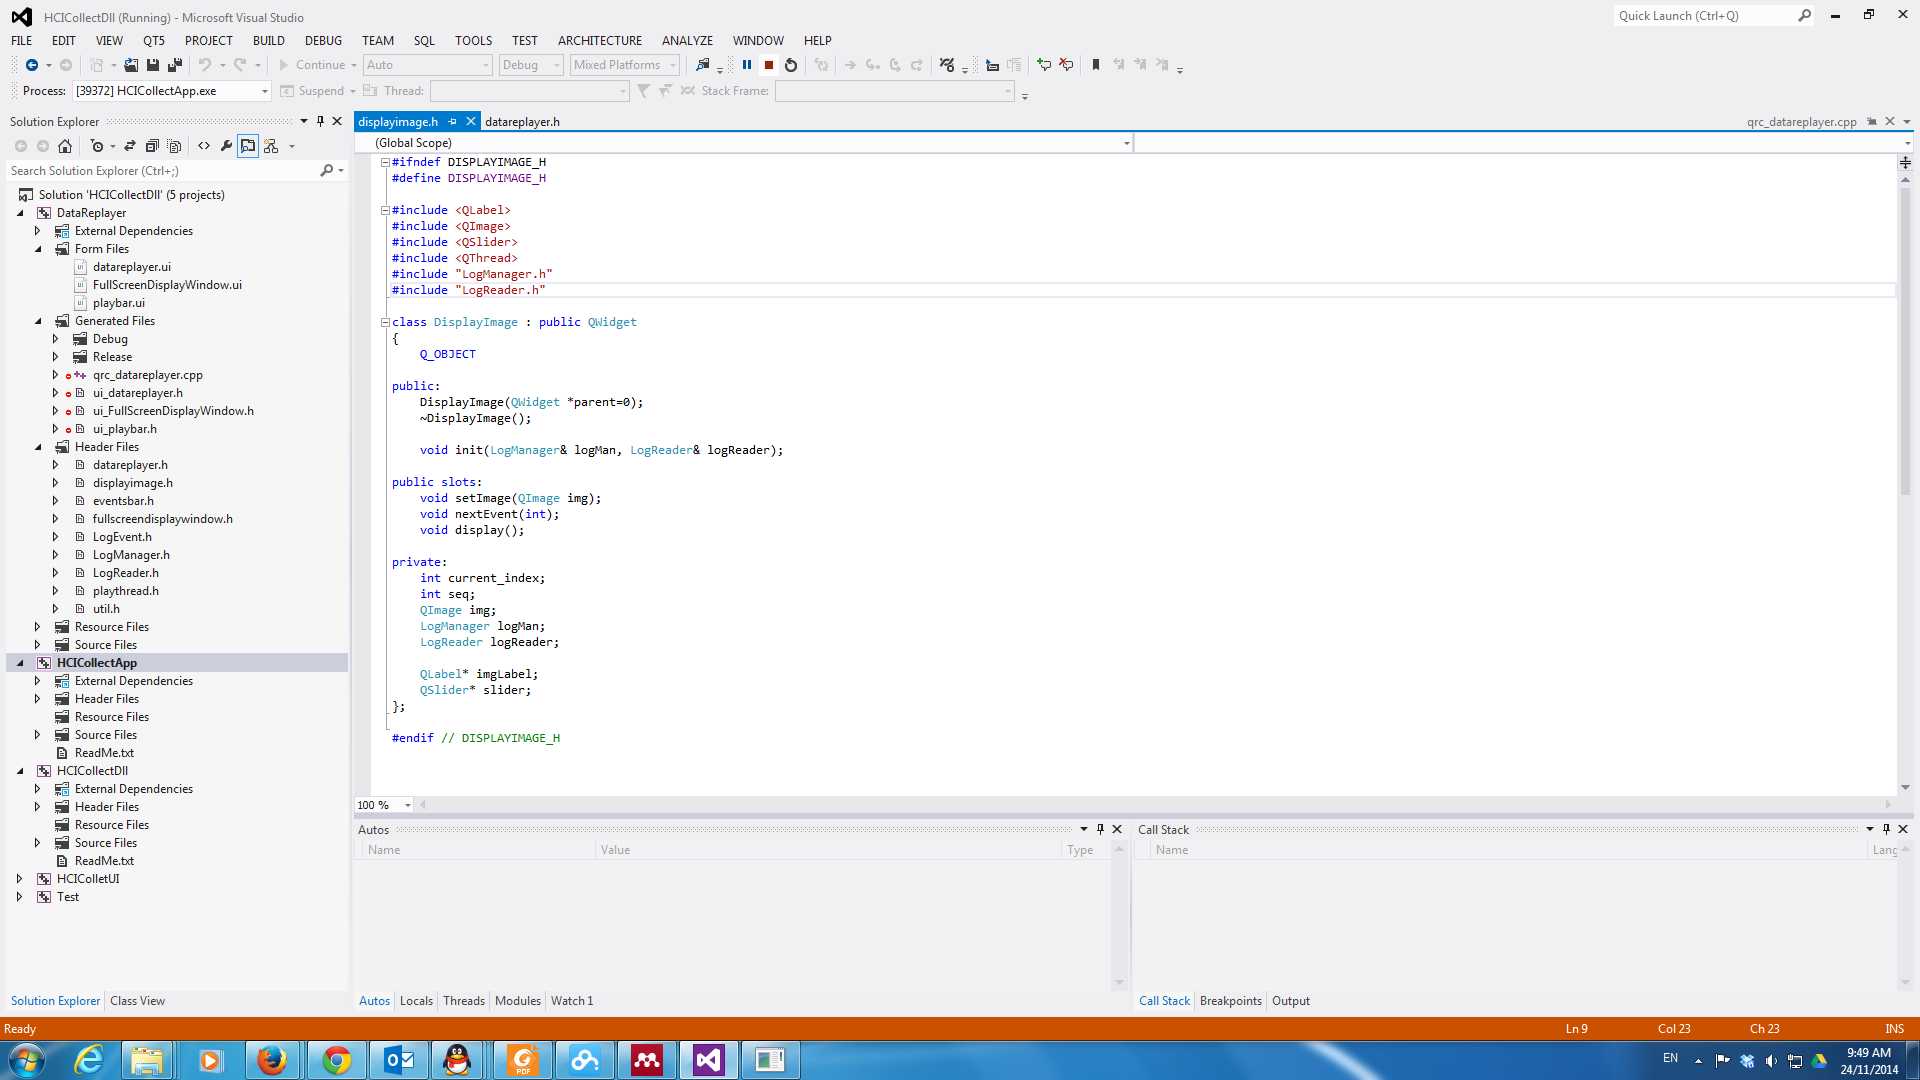 HCICollectDll (Running) - Microsoft Visual Studio
Quick Launch (Ctrl+Q)
FILE EDIT VIEW QT5 PROJECT BUILD DEBUG TEAM SQL TOOLS TEST ARCHITECTURE ANALYZE WINDOW HELP
Continue Auto Debug Mixed Platforms
Process: [39372] HCICollectApp.exe Suspend Thread: Stack Frame:
Solution Explorer
Search Solution Explorer (Ctrl+;)
Solution 'HCICollectDll' (5 projects)
DataReplayer
External Dependencies
Form Files
datareplayer.ui
FullScreenDisplayWindow.ui
playbar.ui
Generated Files
Debug
Release
qrc_datareplayer.cpp
ui_datareplayer.h
ui_FullScreenDisplayWindow.h
ui_playbar.h
Header Files
datareplayer.h
displayimage.h
eventsbar.h
fullscreendisplaywindow.h
LogEvent.h
LogManager.h
LogReader.h
playthread.h
util.h
Resource Files
Source Files
HCICollectApp
External Dependencies
Header Files
Resource Files
Source Files
ReadMe.txt
HCICollectDll
External Dependencies
Header Files
Resource Files
Source Files
ReadMe.txt
HCIColletUI
Test
Solution Explorer Class View
displayimage.h datareplayer.h qrc_datareplayer.cpp
(Global Scope)
#ifndef DISPLAYIMAGE_H
#define DISPLAYIMAGE_H
#include <QLabel>
#include <QImage>
#include <QSlider>
#include <QThread>
#include "LogManager.h"
#include "LogReader.h"
class DisplayImage : public QWidget
{
Q_OBJECT
public:
DisplayImage(QWidget *parent=0);
~DisplayImage();
void init(LogManager& logMan, LogReader& logReader);
public slots:
void setImage(QImage img);
void nextEvent(int);
void display();
private:
int current_index;
int seq;
QImage img;
LogManager logMan;
LogReader logReader;
QLabel* imgLabel;
QSlider* slider;
};
#endif // DISPLAYIMAGE_H
100 %
Autos
Name Value Type
Autos Locals Threads Modules Watch 1
Call Stack
Name Lang
Call Stack Breakpoints Output
Ready Ln 9 Col 23 Ch 23 INS
PDF
EN
9:49 AM
24/11/2014